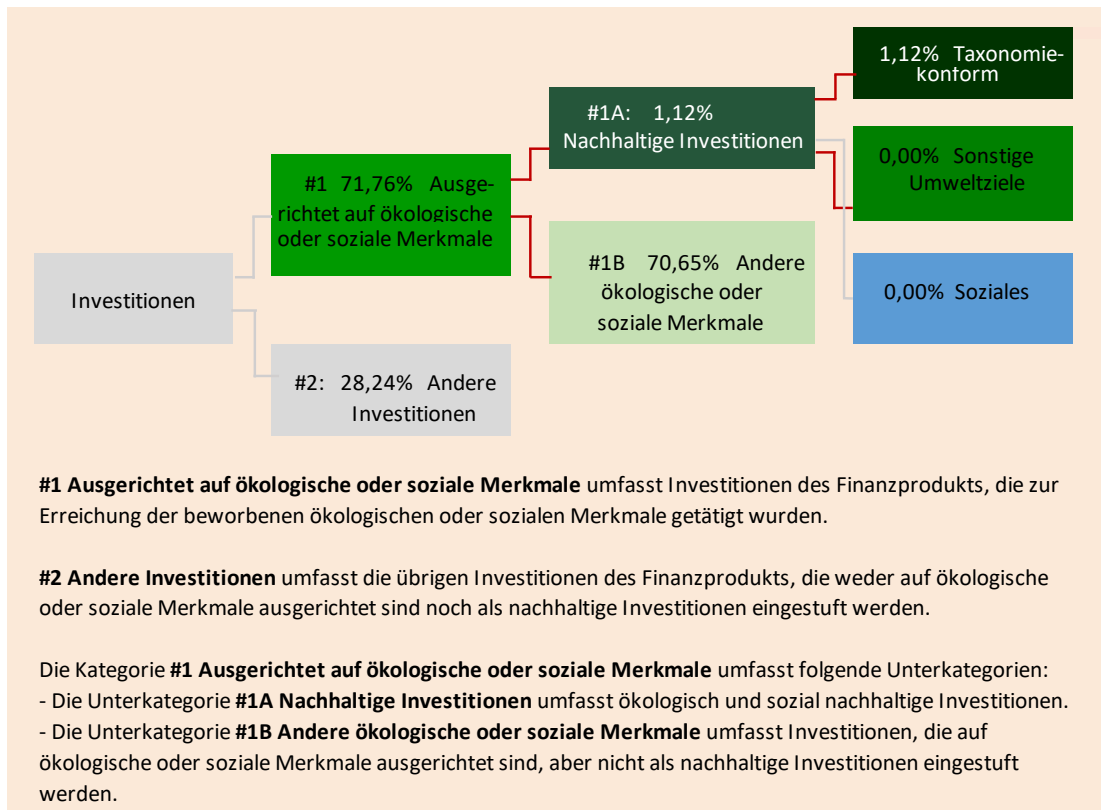 1,12% Taxonomie-
konform
#1A: 1,12%
Nachhaltige Investitionen
0,00% Sonstige
Umweltziele
#1 71,76% Ausge-
richtet auf ökologische
oder soziale Merkmale
#1B 70,65% Andere
ökologische oder
soziale Merkmale
0,00% Soziales
Investitionen
#2: 28,24% Andere
Investitionen
#1 Ausgerichtet auf ökologische oder soziale Merkmale umfasst Investitionen des Finanzprodukts, die zur
Erreichung der beworbenen ökologischen oder sozialen Merkmale getätigt wurden.
#2 Andere Investitionen umfasst die übrigen Investitionen des Finanzprodukts, die weder auf ökologische
oder soziale Merkmale ausgerichtet sind noch als nachhaltige Investitionen eingestuft werden.
Die Kategorie #1 Ausgerichtet auf ökologische oder soziale Merkmale umfasst folgende Unterkategorien:
- Die Unterkategorie #1A Nachhaltige Investitionen umfasst ökologisch und sozial nachhaltige Investitionen.
- Die Unterkategorie #1B Andere ökologische oder soziale Merkmale umfasst Investitionen, die auf
ökologische oder soziale Merkmale ausgerichtet sind, aber nicht als nachhaltige Investitionen eingestuft
werden.